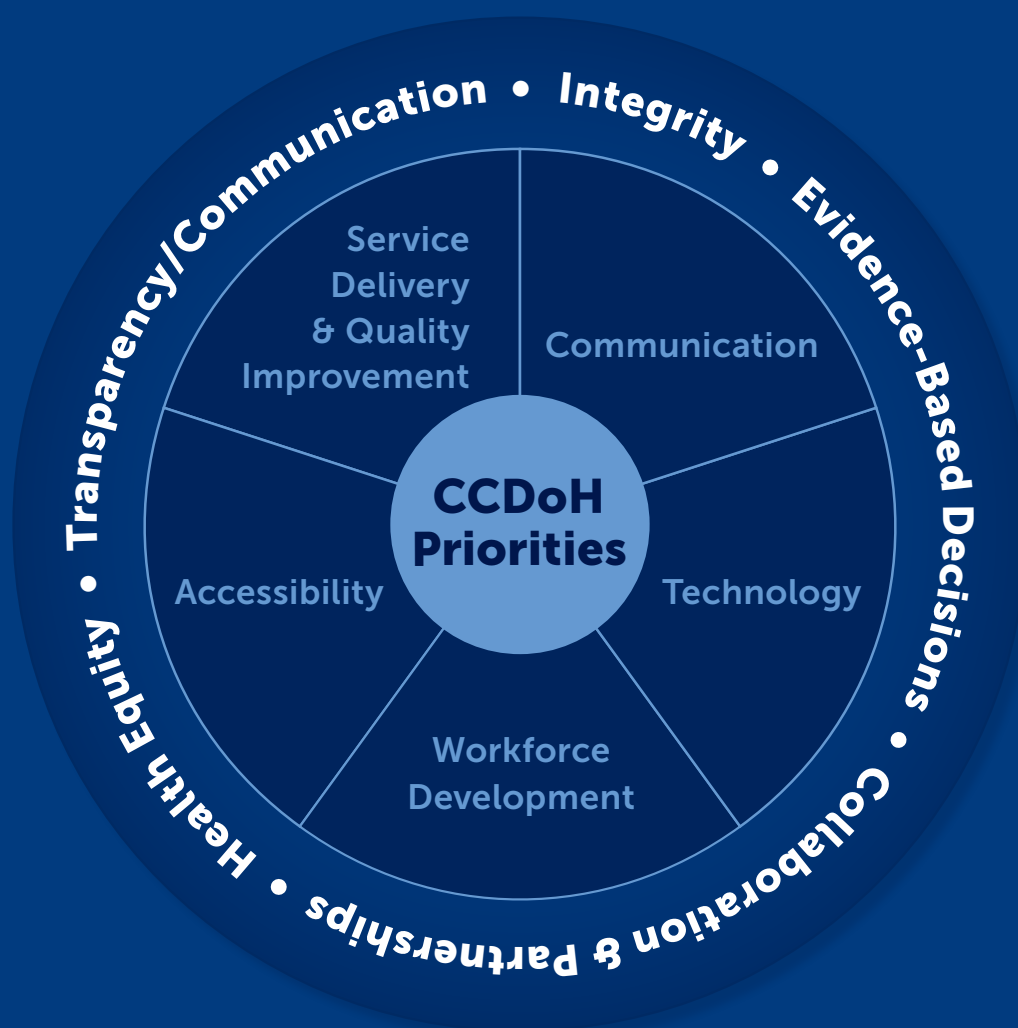 Transparency/Communication • Integrity • Evidence-Based Decisions • Collaboration & Partnerships • Health Equity •
Service
Delivery
& Quality
Improvement
Communication
CCDoH
Priorities
Accessibility
Technology
Workforce
Development